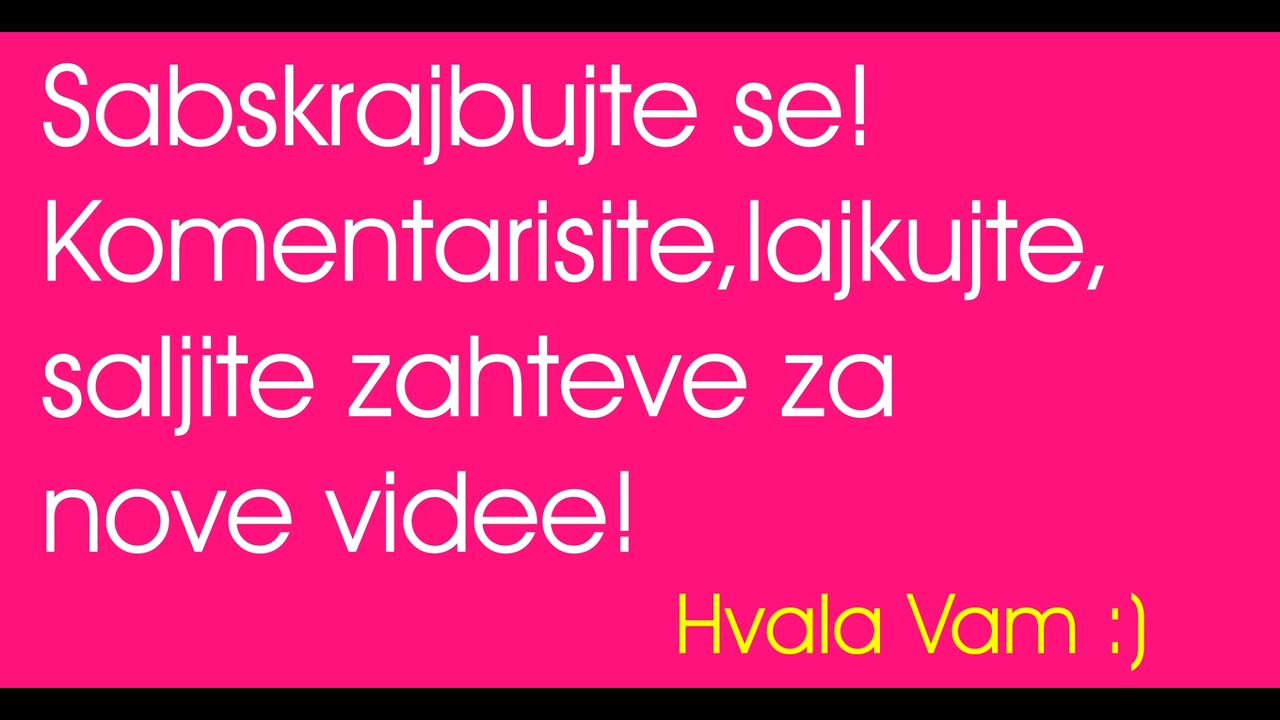 Sabskrajbujte se!
Komentarisite,lajkujte,
saljite zahteve za
nove videe!
Hvala Vam :)